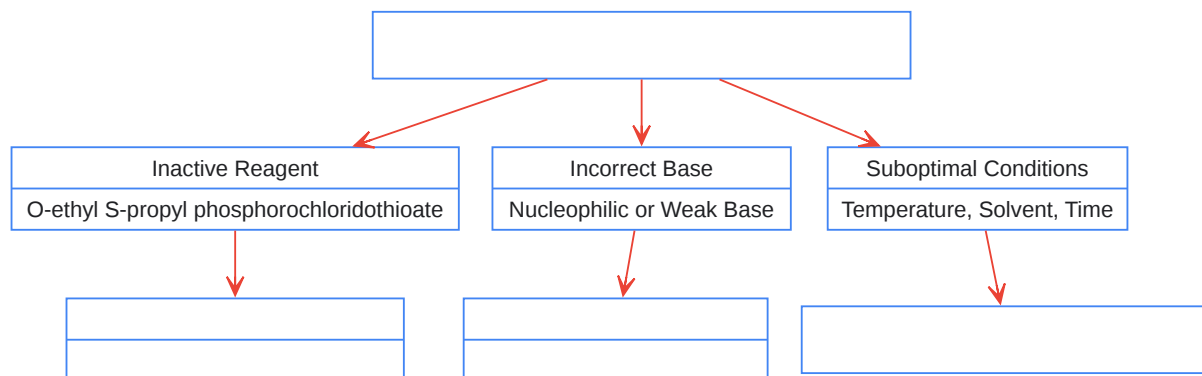 Inactive Reagent
O-ethyl S-propyl phosphorochloridothioate
Incorrect Base
Nucleophilic or Weak Base
Suboptimal Conditions
Temperature, Solvent, Time